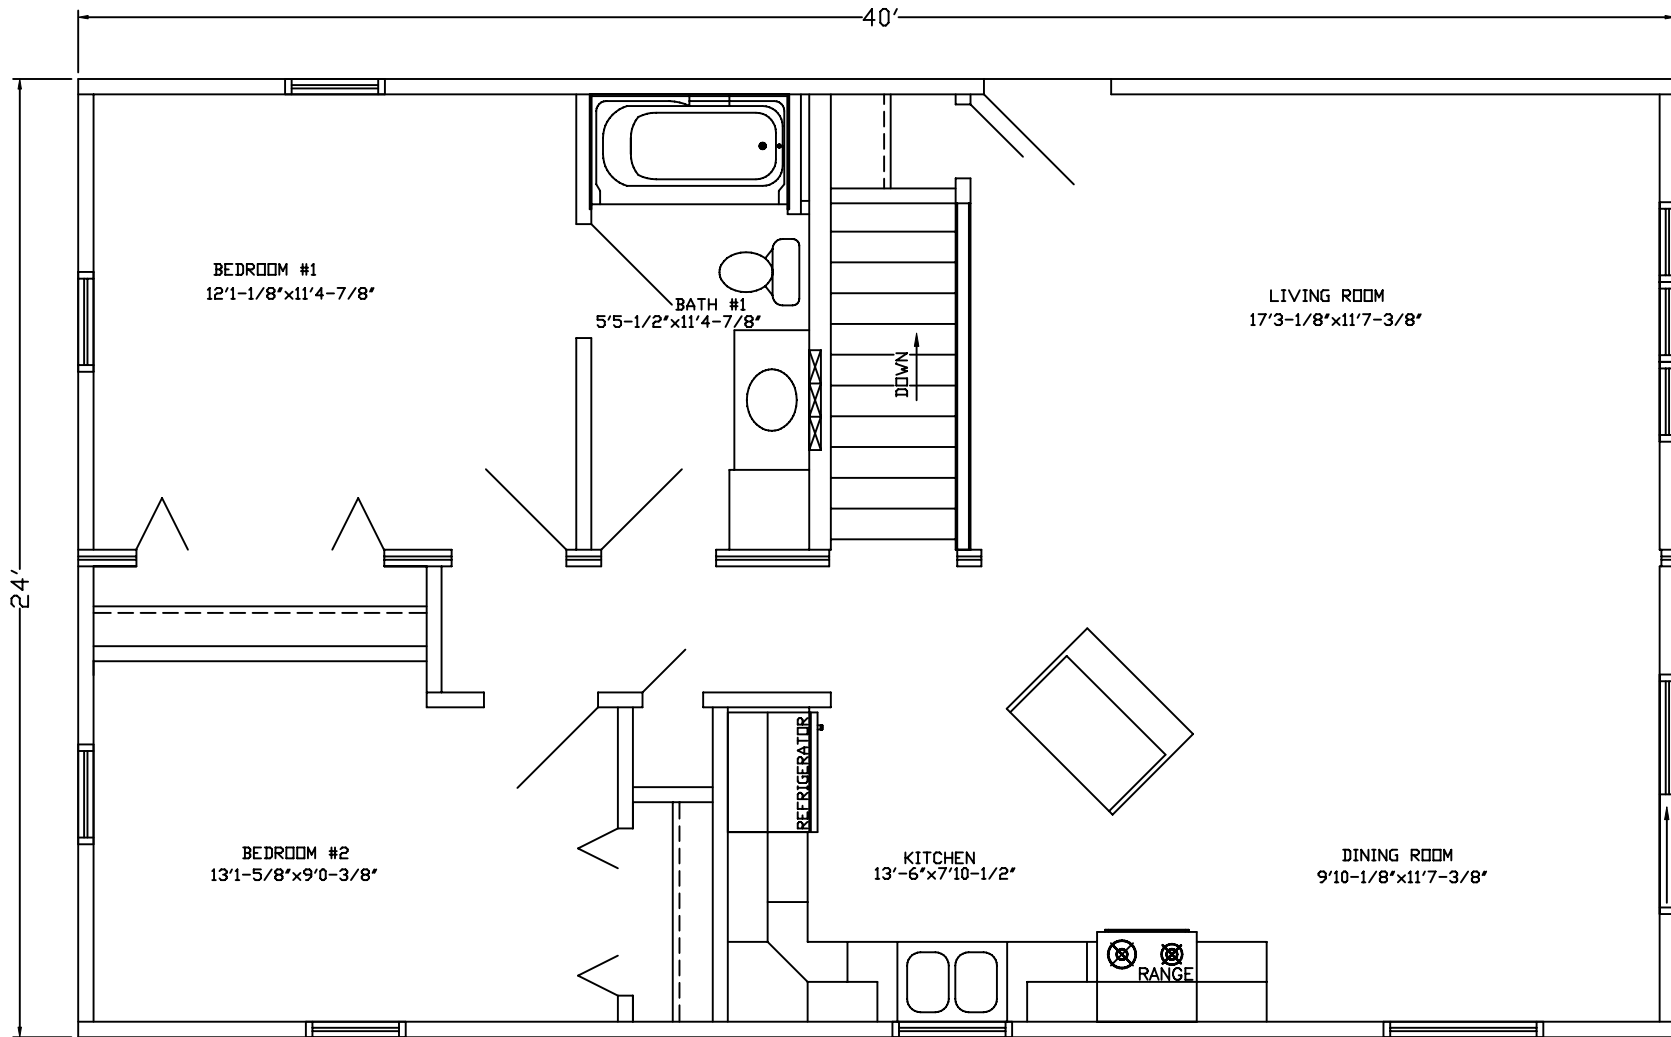 40'
24'
BEDROOM #1
12'1-1/8"x11'4-7/8"
BATH #1
5'5-1/2"x11'4-7/8"
DOWN
LIVING ROOM
17'3-1/8"x11'7-3/8"
BEDROOM #2
13'1-5/8"x9'0-3/8"
REFRIGERATOR
KITCHEN
13'-6"x7'10-1/2"
DINING ROOM
9'10-1/8"x11'7-3/8"
RANGE